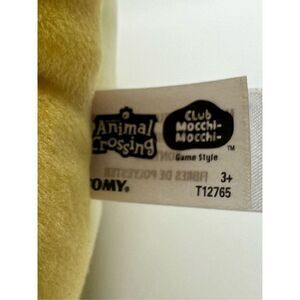 Animal
Crossing
Club
Mocchi-
Mocchi-
™
Game Style
FIBRES DE POLYESTER
TOMY®
3+
T12765